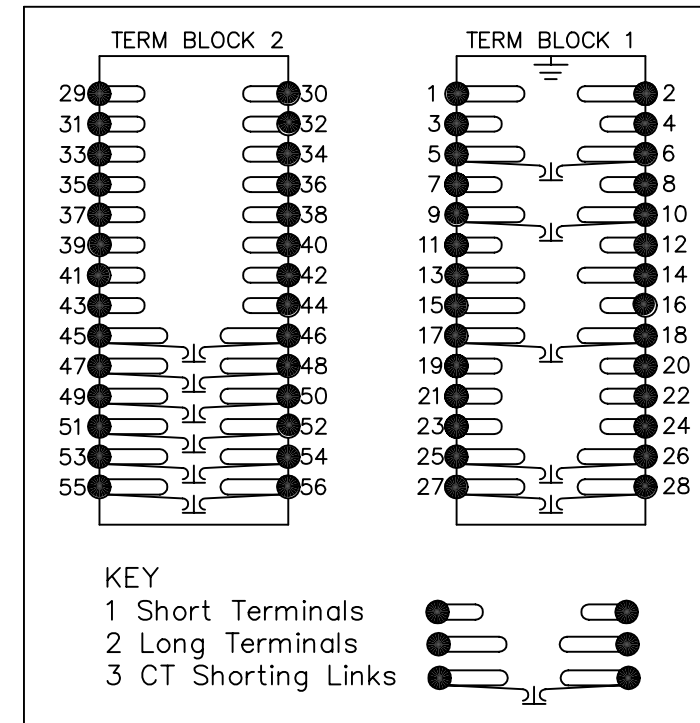 TERM BLOCK 2 TERM BLOCK 1
29 30 1 2
31 32 3 4
33 34 5 6
35 36 7 8
37 38 9 10
39 40 11 12
41 42 13 14
43 44 15 16
45 46 17 18
47 48 19 20
49 50 21 22
51 52 23 24
53 54 25 26
55 56 27 28
KEY
1 Short Terminals
2 Long Terminals
3 CT Shorting Links